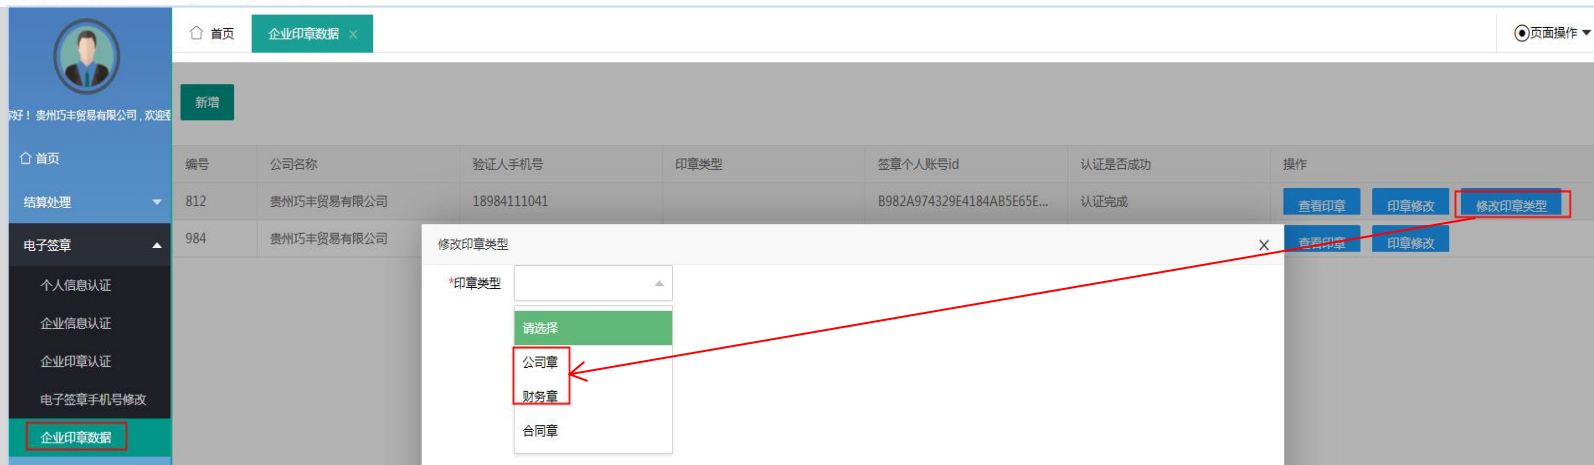 首页
企业印章数据 ×
页面操作
好！贵州巧丰贸易有限公司，欢迎
新增
首页
编号 公司名称 验证人手机号 印章类型 签章个人账号id 认证是否成功 操作
结算处理
812 贵州巧丰贸易有限公司 18984111041 B982A974329E4184AB5E65E... 认证完成 查看印章 印章修改 修改印章类型
电子签章
984 贵州巧丰贸易有限公司 查看印章 印章修改
修改印章类型
*印章类型
请选择
公司章
财务章
合同章
个人信息认证
企业信息认证
企业印章认证
电子签章手机号修改
企业印章数据